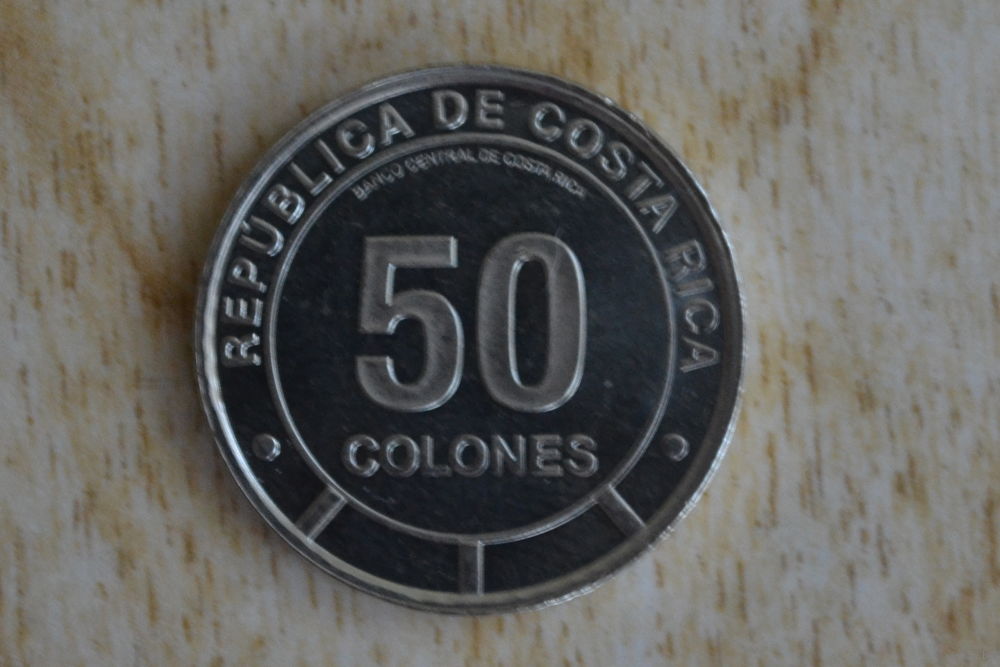 REPÚBLICA DE COSTA RICA
BANCO CENTRAL DE COSTA RICA
50
COLONES